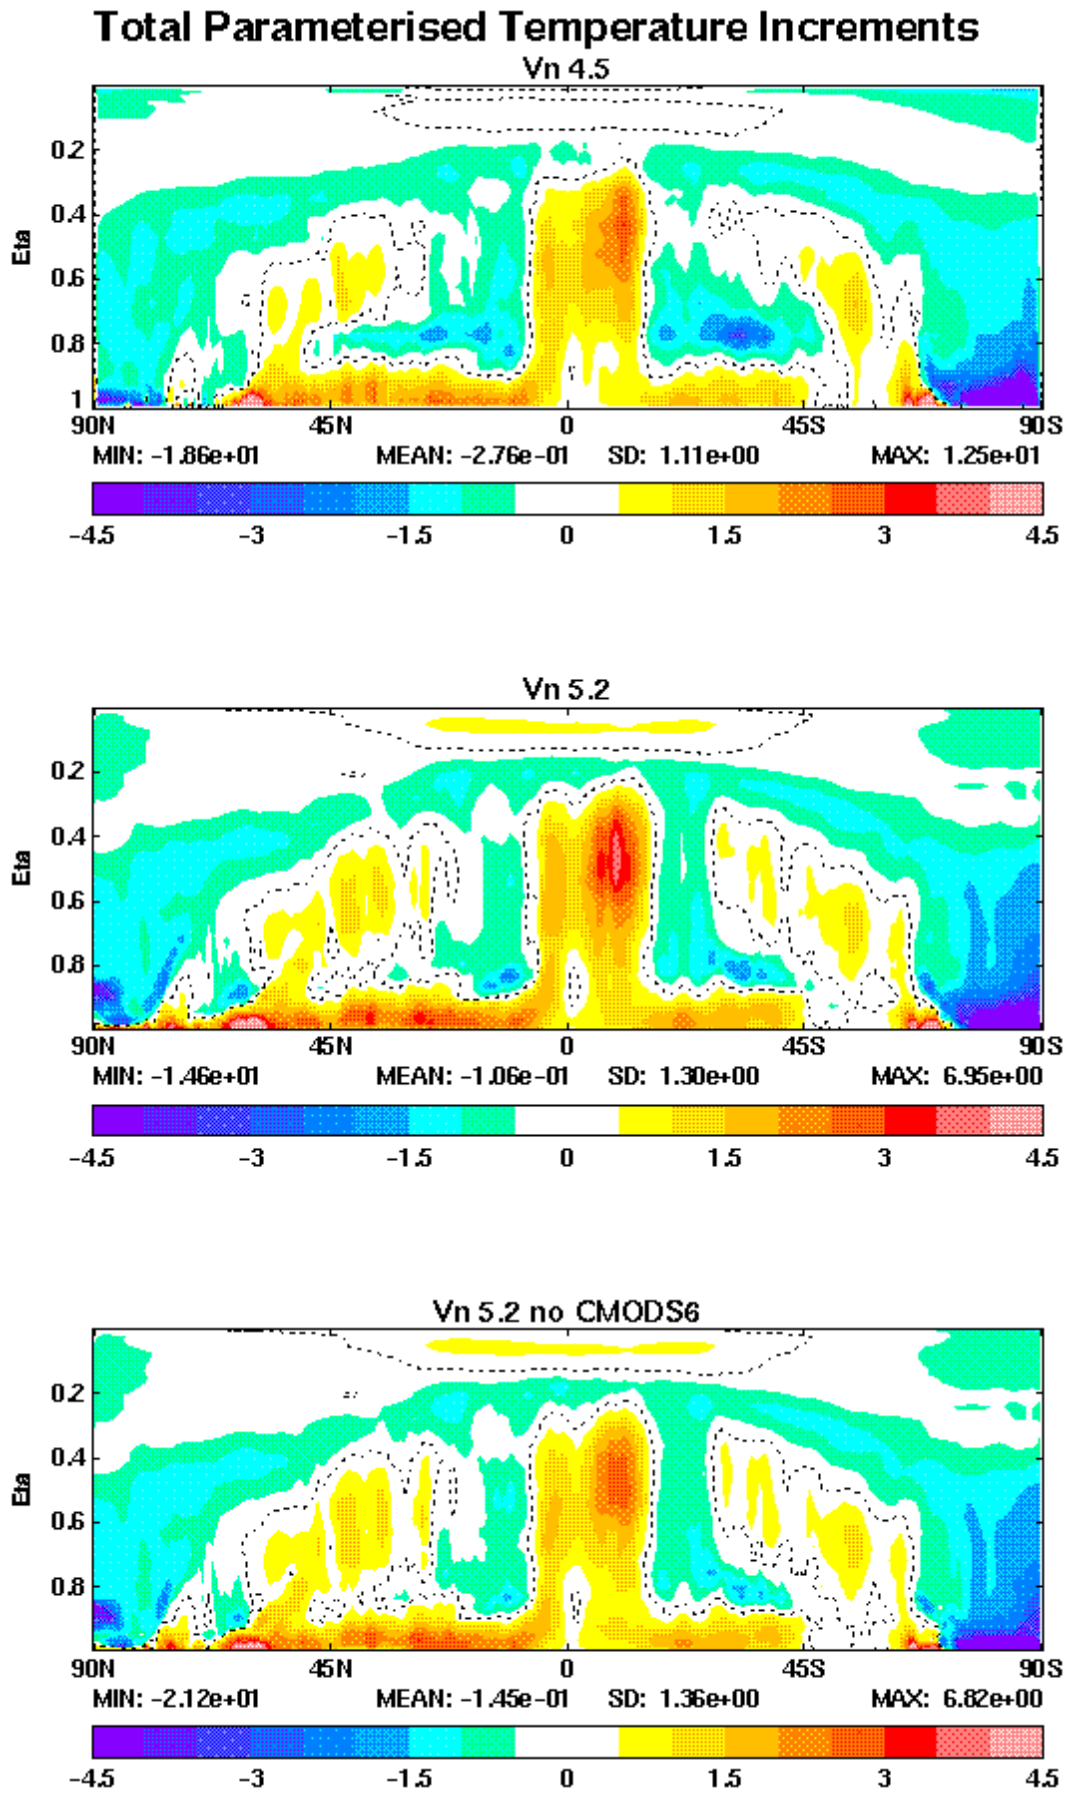 Total Parameterised Temperature Increments
Vn 4.5
0.2
0.4
Eta
0.6
0.8
1
90N 45N 0 45S 90S
MIN: -1.86e+01 MEAN: -2.76e-01 SD: 1.11e+00 MAX: 1.25e+01
-4.5 -3 -1.5 0 1.5 3 4.5
Vn 5.2
0.2
0.4
Eta
0.6
0.8
90N 45N 0 45S 90S
MIN: -1.46e+01 MEAN: -1.06e-01 SD: 1.30e+00 MAX: 6.95e+00
-4.5 -3 -1.5 0 1.5 3 4.5
Vn 5.2 no CMODS6
0.2
0.4
Eta
0.6
0.8
90N 45N 0 45S 90S
MIN: -2.12e+01 MEAN: -1.45e-01 SD: 1.36e+00 MAX: 6.82e+00
-4.5 -3 -1.5 0 1.5 3 4.5